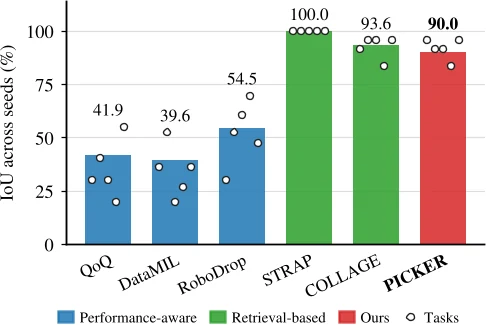 IoU across seeds (%)
100
75
50
25
0
41.9
39.6
54.5
100.0
93.6
90.0
QoQ
DataMIL
RoboDrop
STRAP
COLLAGE
PICKER
Performance-aware
Retrieval-based
Ours
Tasks